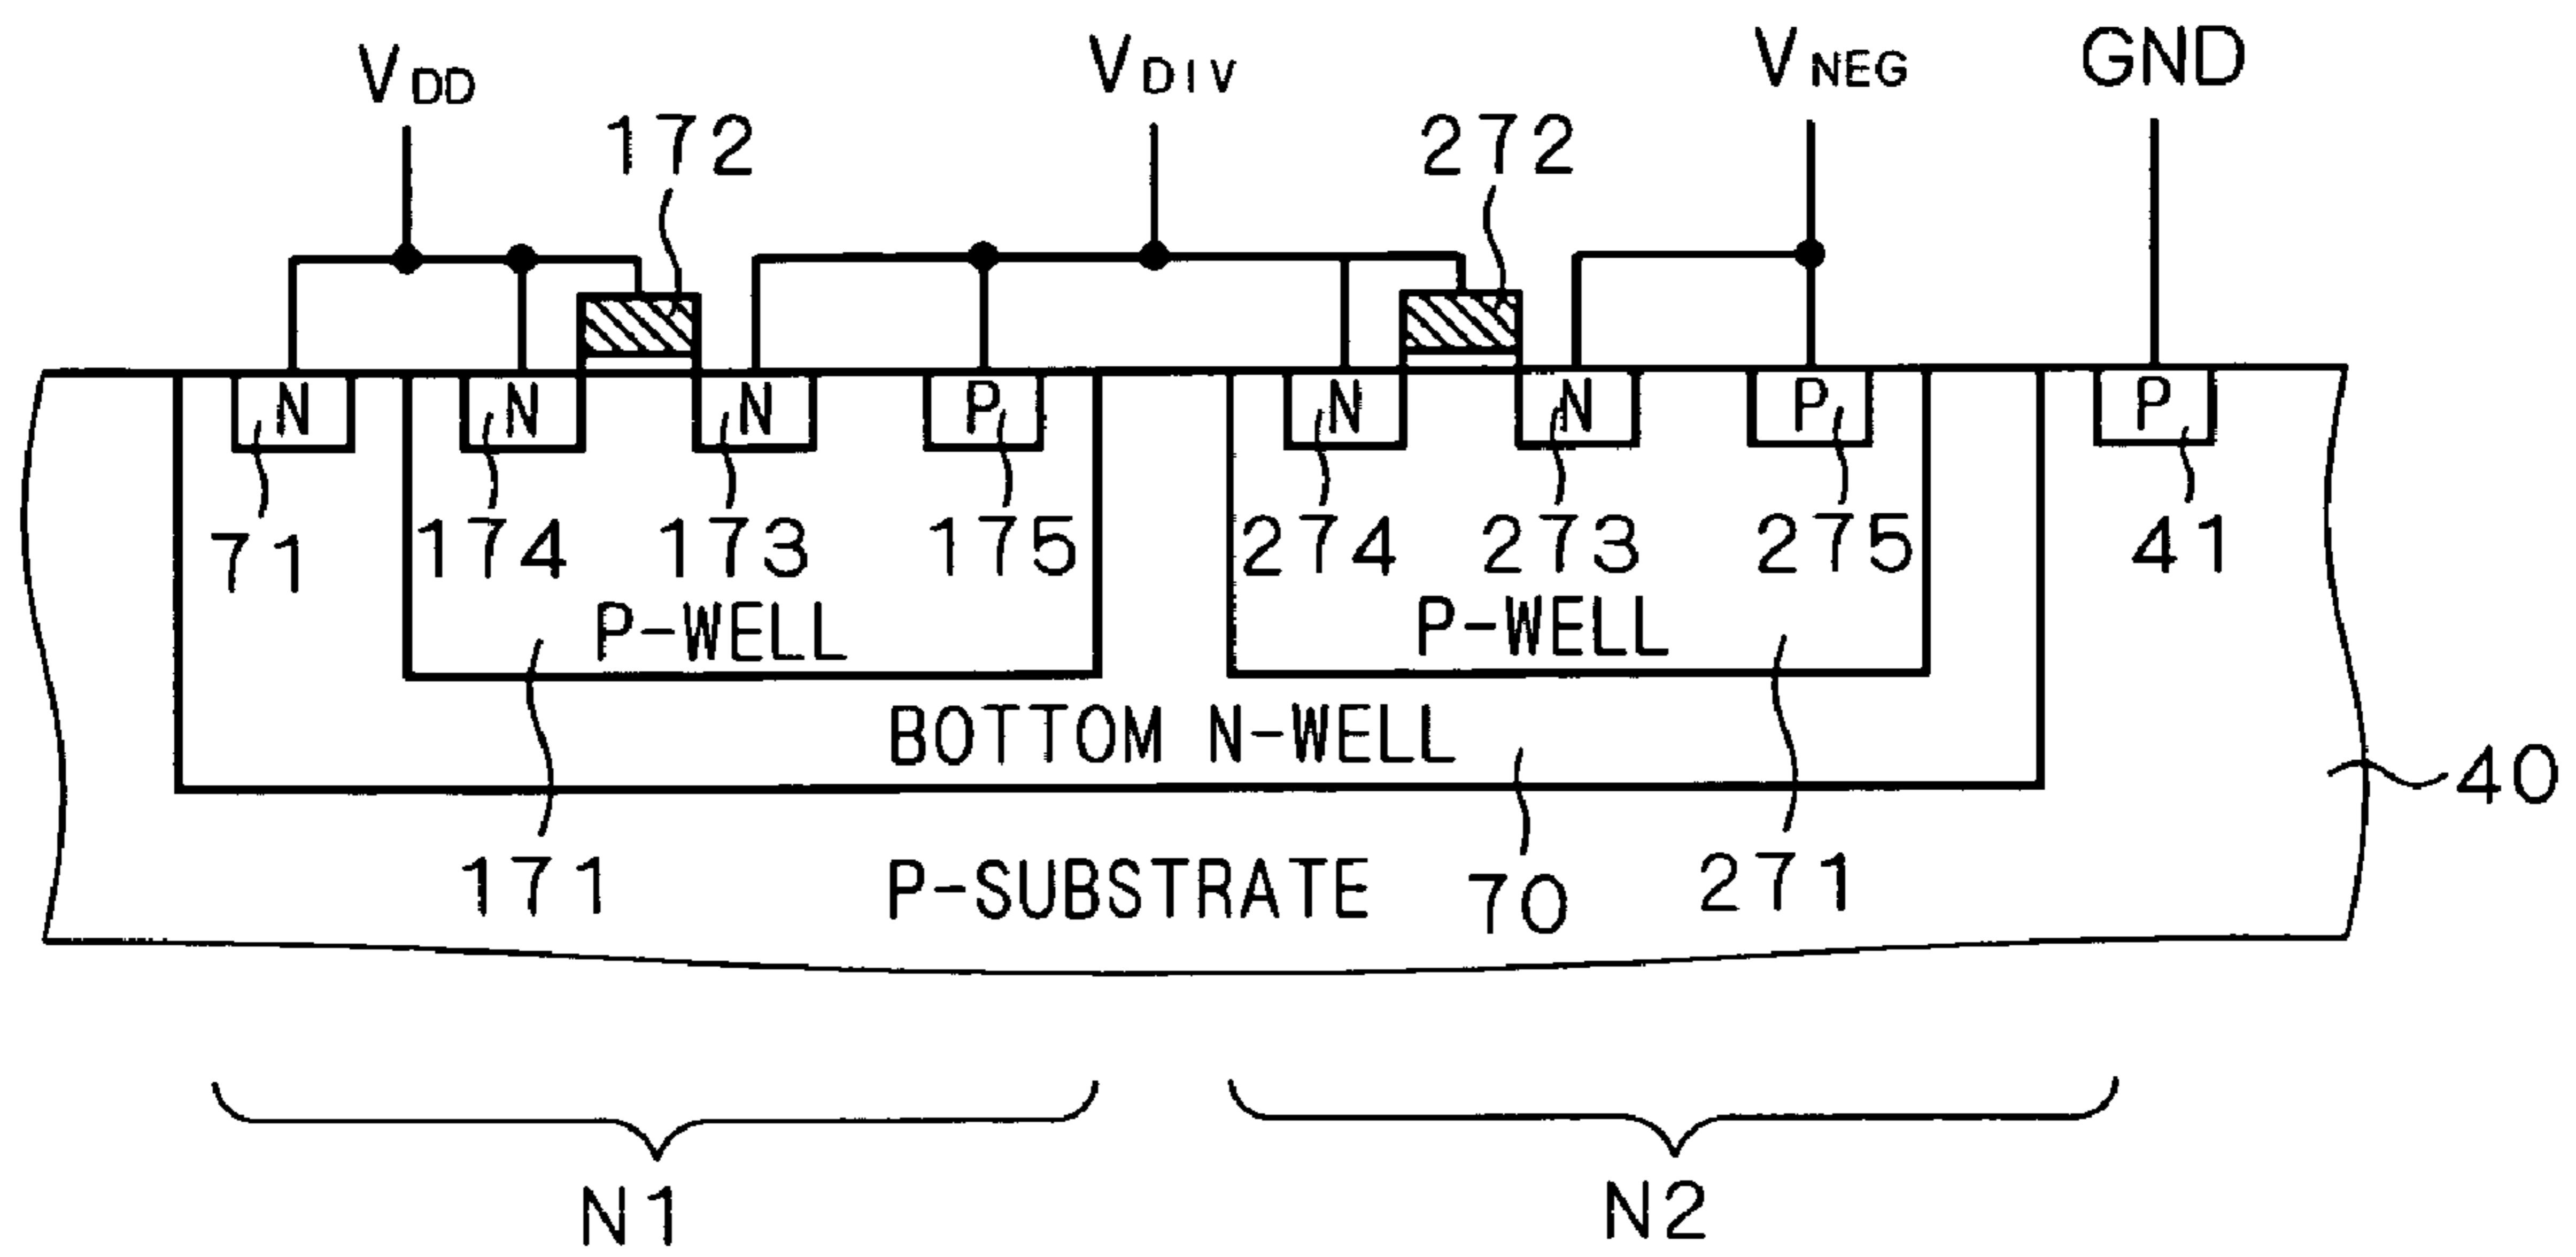 VDD VDIV VNEG GND
172 272
N N N P N N P P
71 174 173 175 274 273 275 41
P-WELL P-WELL
BOTTOM N-WELL
40
171 P-SUBSTRATE 70 271
N1 N2